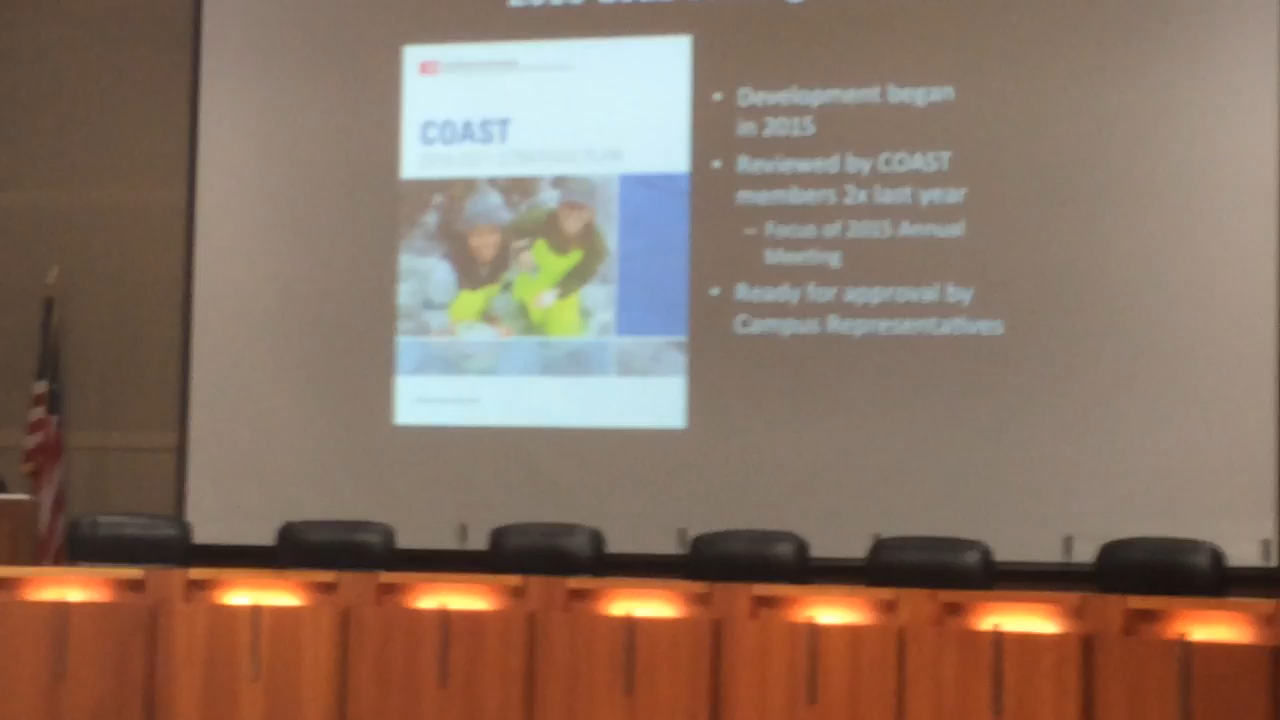 COAST
• Development began
in 2015
• Reviewed by COAST
members 2x last year
– Focus of 2015 Annual
Meeting
• Ready for approval by
Campus Representatives